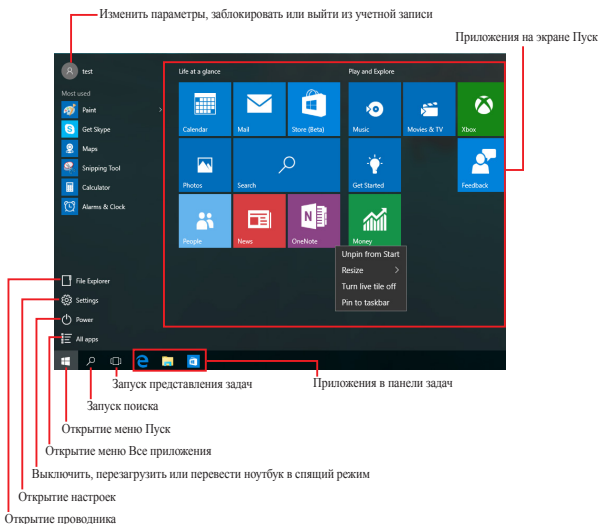 Изменить параметры, заблокировать или выйти из учетной записи
Приложения на экране Пуск
test
Life at a glance
Play and Explore
Most used
Paint
Get Skype
Maps
Snipping Tool
Calculator
Alarms & Clock
Calendar
Mail
Store (Beta)
Music
Movies & TV
Xbox
Photos
Search
Get Started
Feedback
People
News
OneNote
Money
Unpin from Start
Resize
Turn live tile off
Pin to taskbar
File Explorer
Settings
Power
All apps
Запуск представления задач
Приложения в панели задач
Запуск поиска
Открытие меню Пуск
Открытие меню Все приложения
Выключить, перезагрузить или перевести ноутбук в спящий режим
Открытие настроек
Открытие проводника